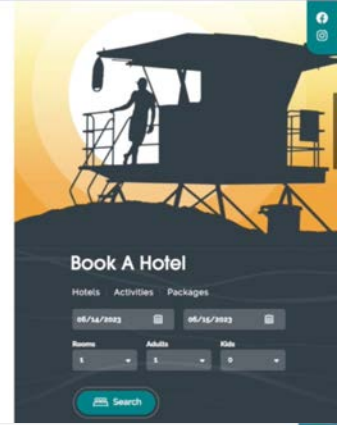 Book A Hotel
Hotels Activities Packages
06/14/2023 06/15/2023
Rooms Adults Kids
1 1 0
Search